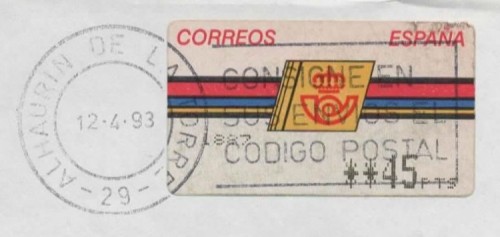 CORREOS ESPAÑA
ALHAURIN DE LA TORRE
12-4-93
-29-
CONSIGNE EN
SUS ENVIOS EL
CODIGO POSTAL
1887
**45 PTS